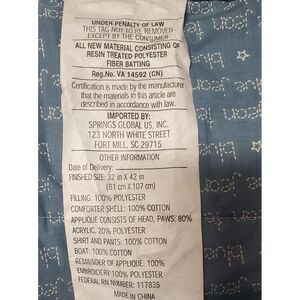 UNDER PENALTY OF LAW
THIS TAG NOT TO BE REMOVED
EXCEPT BY THE CONSUMER
ALL NEW MATERIAL CONSISTING OF
RESIN TREATED POLYESTER
FIBER BATTING
Reg.No. VA 14592 (CN)
Certification is made by the manufacturer
that the materials in this article are
described in accordance with law.
IMPORTED BY:
SPRINGS GLOBAL US, INC.
123 NORTH WHITE STREET
FORT MILL, SC 29715
OTHER INFORMATION
Date of Delivery:
FINISHED SIZE: 32 in X 42 in
(81 cm X 107 cm)
FILLING: 100% POLYESTER
COMFORTER SHELL: 100% COTTON
APPLIQUE CONSISTS OF HEAD, PAWS: 80%
ACRYLIC, 20% POLYESTER
SHIRT AND PANTS: 100% COTTON
BOAT: 100% COTTON
REMAINDER OF APPLIQUE: 100%
EMBROIDERY 100% POLYESTER
FEDERAL RN NUMBER: 117835
MADE IN CHINA
blue jean